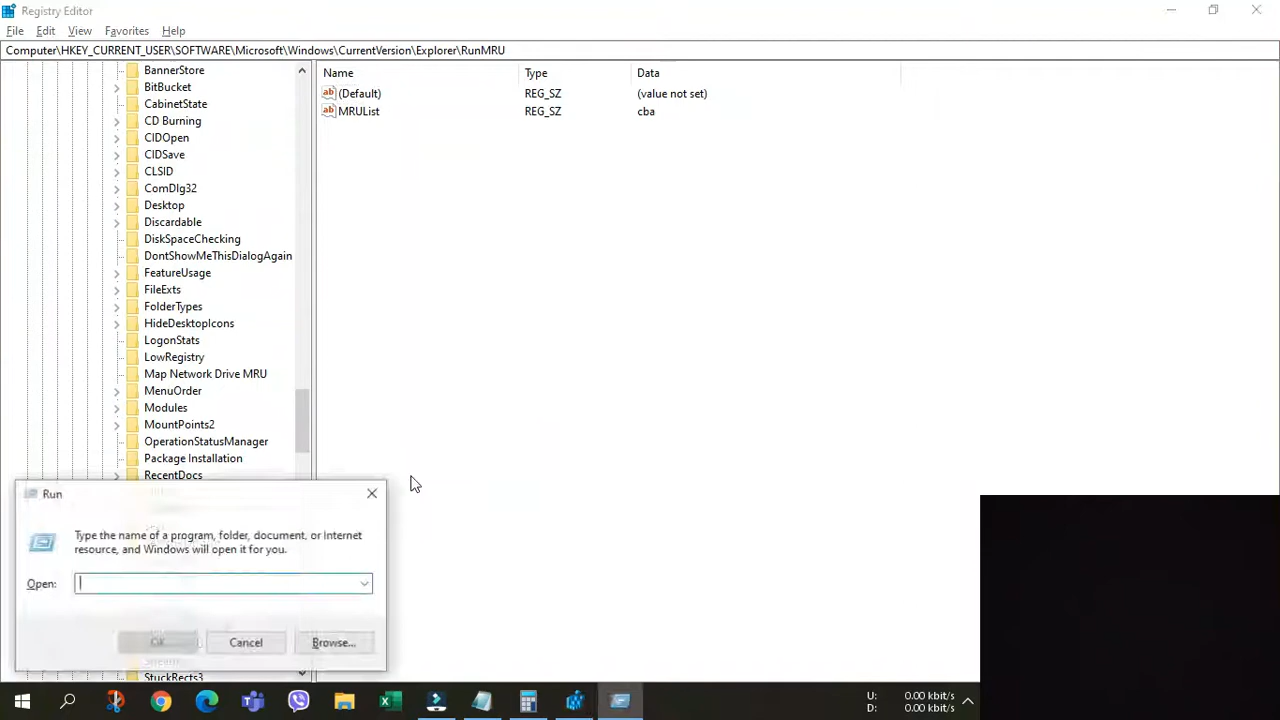 Registry Editor
File Edit View Favorites Help
Computer\HKEY_CURRENT_USER\SOFTWARE\Microsoft\Windows\CurrentVersion\Explorer\RunMRU
Name Type Data
(Default) REG_SZ (value not set)
MRUList REG_SZ cba
BannerStore
BitBucket
CabinetState
CD Burning
CIDOpen
CIDSave
CLSID
ComDlg32
Desktop
Discardable
DiskSpaceChecking
DontShowMeThisDialogAgain
FeatureUsage
FileExts
FolderTypes
HideDesktopIcons
LogonStats
LowRegistry
Map Network Drive MRU
MenuOrder
Modules
MountPoints2
OperationStatusManager
Package Installation
RecentDocs
Run
Type the name of a program, folder, document, or Internet
resource, and Windows will open it for you.
Open:
OK Cancel Browse...
StuckRects3
U: 0.00 kbit/s
D: 0.00 kbit/s